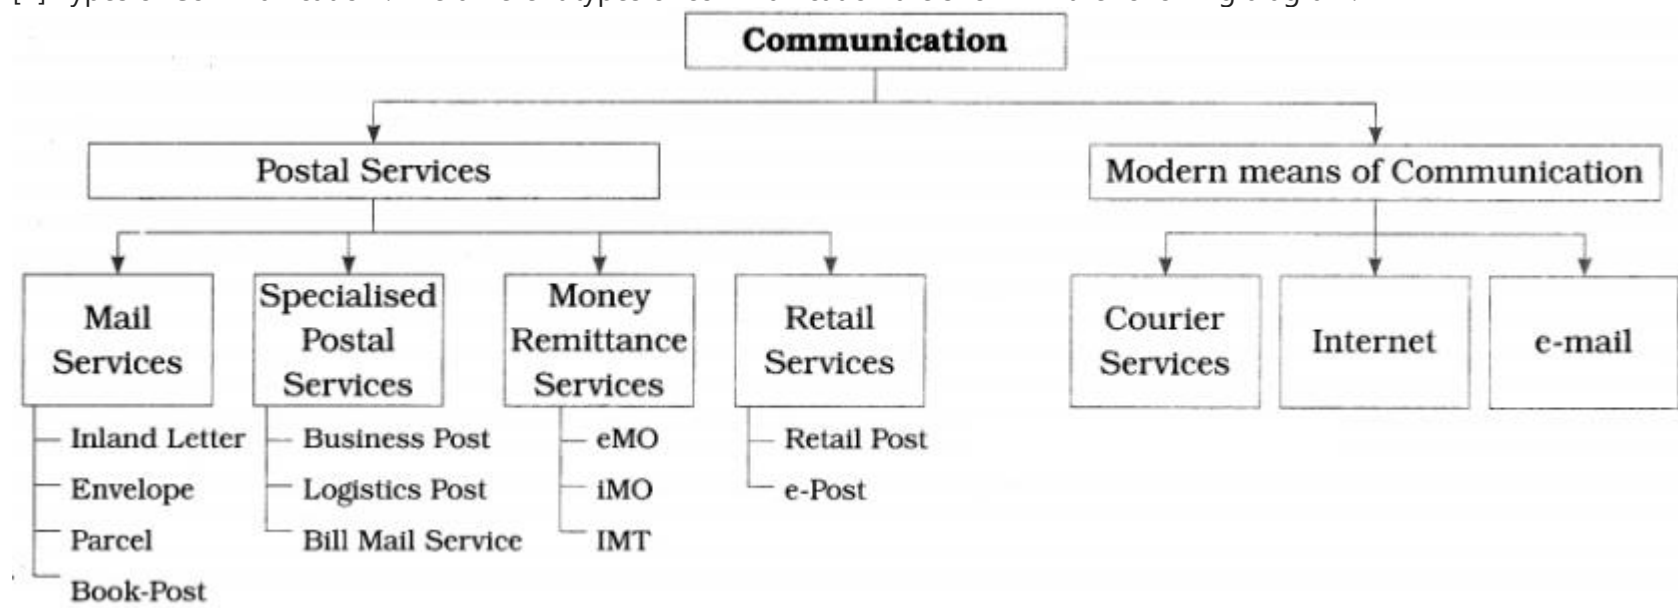 Communication
Postal Services
Modern means of Communication
Mail
Services
Specialised
Postal
Services
Money
Remittance
Services
Retail
Services
Courier
Services
Internet
e-mail
Inland Letter
Envelope
Parcel
Book-Post
Business Post
Logistics Post
Bill Mail Service
eMO
iMO
IMT
Retail Post
e-Post